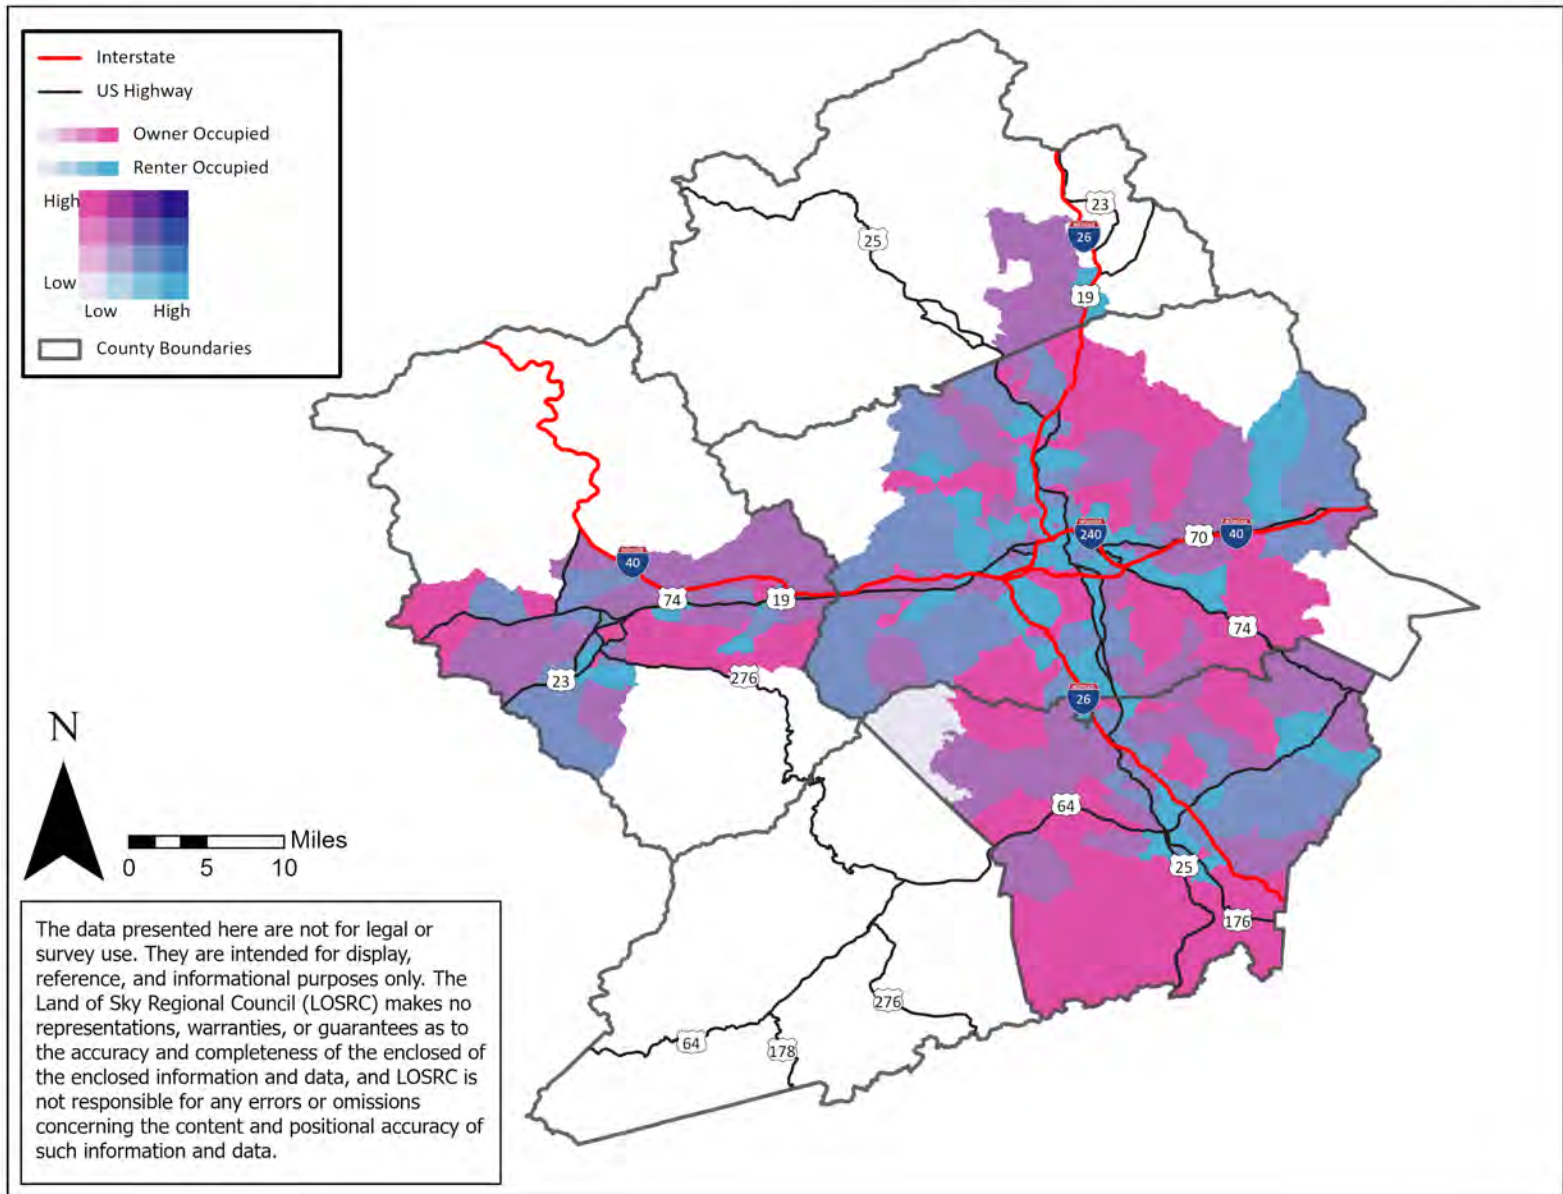 Interstate
US Highway
Owner Occupied
Renter Occupied
High
Low
Low High
County Boundaries
23
26
25
19
240
70 40
40
74 19
74
23
276
26
64
25
176
276
64
178
N
Miles
0 5 10
The data presented here are not for legal or
survey use. They are intended for display,
reference, and informational purposes only. The
Land of Sky Regional Council (LOSRC) makes no
representations, warranties, or guarantees as to
the accuracy and completeness of the enclosed of
the enclosed information and data, and LOSRC is
not responsible for any errors or omissions
concerning the content and positional accuracy of
such information and data.